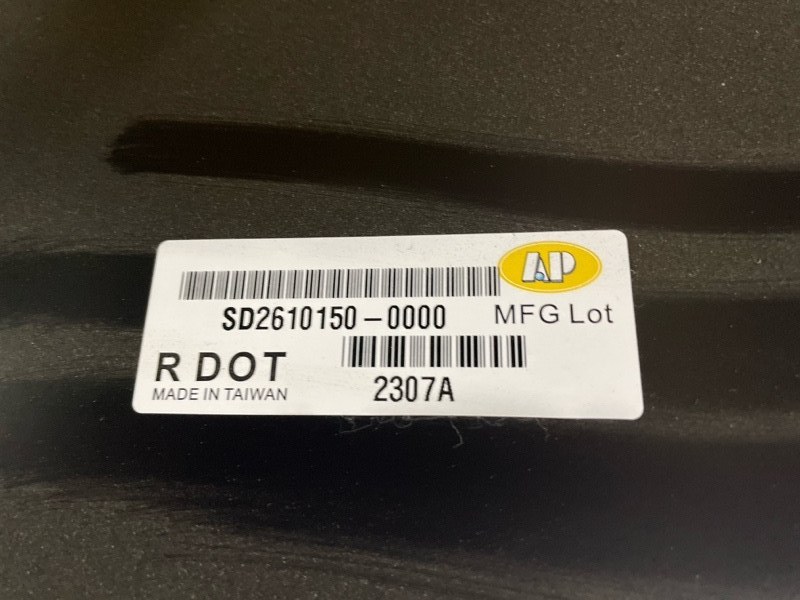 AP
SD2610150-0000
MFG Lot
R DOT
MADE IN TAIWAN
2307A